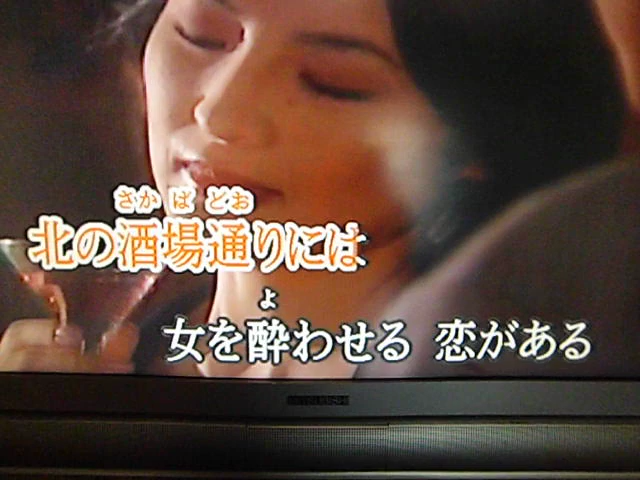 さか ば どお
北の酒場通りには
よ
女を酔わせる 恋がある